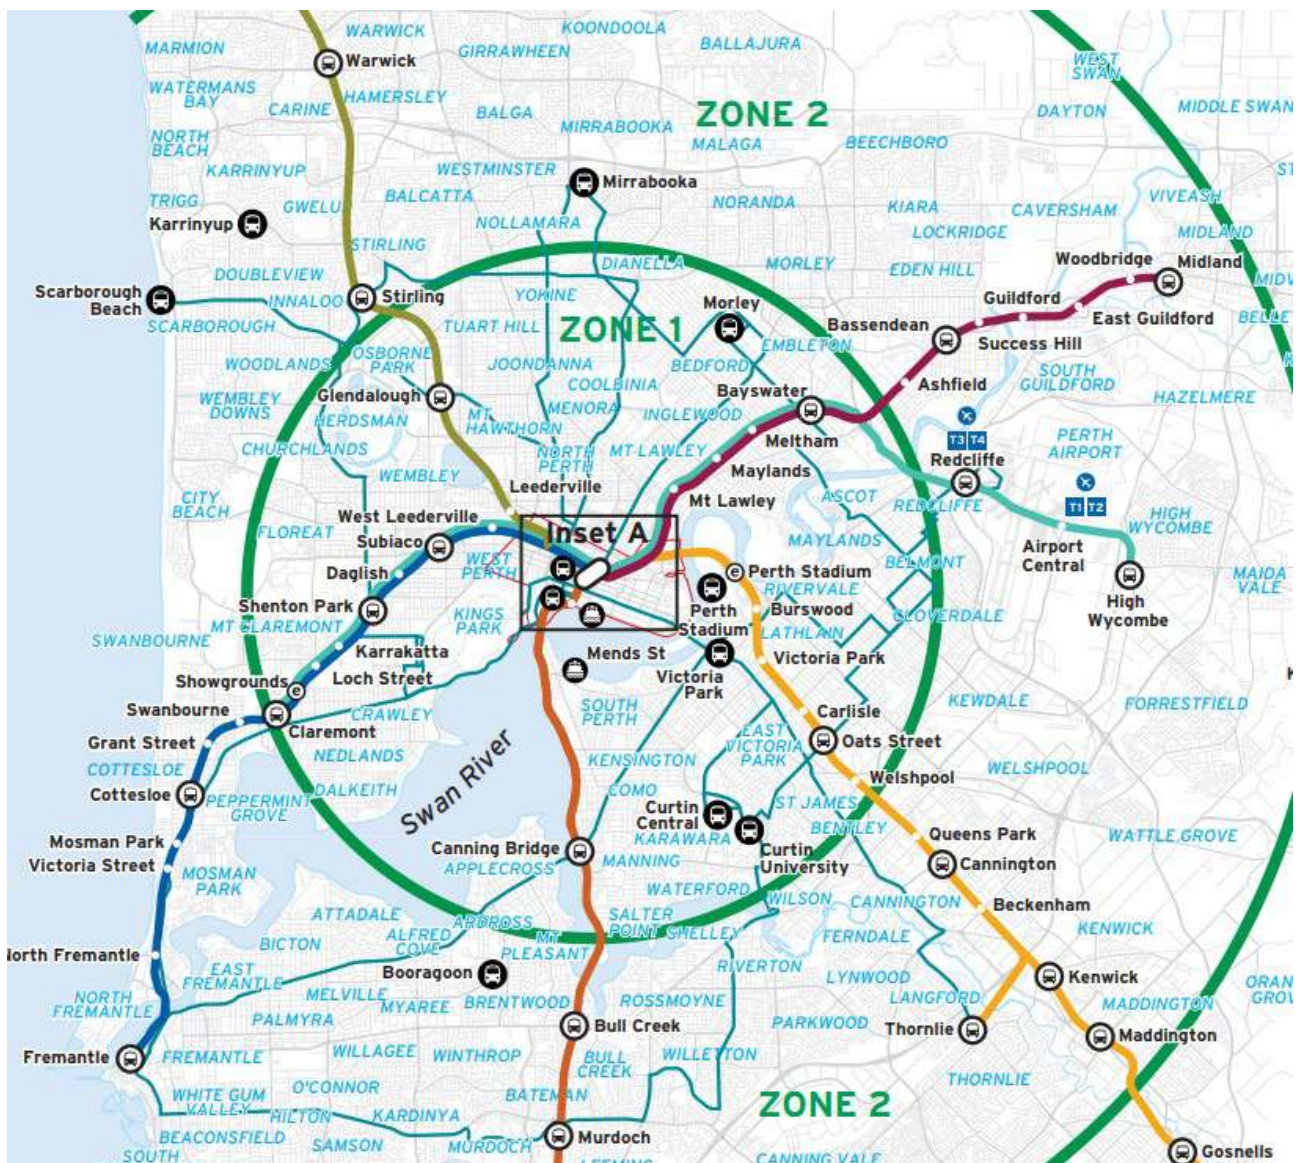 KOONDOOLA
WARWICK
MARMION
GIRRAWHEEN
BALLAJURA
Warwick
WEST
SWAN
WATERMANS
BAY
HAMERSLEY
CARINE
BALGA
ZONE 2
DAYTON
MIDDLE SWAN
MIRRABOOKA
NORTH
BEACH
MALAGA
BEECHBORO
KARRINYUP
WESTMINSTER
Mirrabooka
TRIGG
GWELU
BALCATTA
NORANDA
KIARA
CAVERSHAM
VIVEASH
Karrinyup
NOLLAMARA
LOCKRIDGE
MIDLAND
STIRLING
DIANELLA
MORLEY
EDEN HILL
Woodbridge
Midland
DOUBLEVIEW
INNALOO
Stirling
YOKINE
Morley
Guildford
East Guildford
Scarborough
Beach
SCARBOROUGH
TUART HILL
ZONE 1
EMBLETON
Bassendean
Success Hill
WOODLANDS
OSBORNE
PARK
JOONDANNA
BEDFORD
SOUTH
GUILDFORD
COOLBINIA
Bayswater
Ashfield
WEMBLEY
DOWNS
Glendalough
MENORA
INGLEWOOD
HAZELMERE
HERDSMAN
MT
HAWTHORN
Meltham
T3 T4
PERTH
AIRPORT
CHURCHLANDS
NORTH
PERTH
MT LAWLEY
Maylands
Redcliffe
WEMBLEY
Leederville
Mt Lawley
ASCOT
REDCLIFFE
T1 T2
CITY
BEACH
West Leederville
HIGH
WYCOMBE
FLOREAT
Subiaco
Inset A
MAYLANDS
Airport
Central
WEST
PERTH
BELMONT
Daglish
Perth Stadium
RIVERVALE
MAIDA
VALE
Shenton Park
KINGS
PARK
Perth
Stadium
Burswood
CLOVERDALE
High
Wycombe
MT CLAREMONT
LATHLAIN
SWANBOURNE
Karrakatta
Mends St
Victoria Park
Loch Street
Victoria
Park
Showgrounds
Swanbourne
CRAWLEY
SOUTH
PERTH
KEWDALE
FORRESTFIELD
Claremont
Carlisle
Grant Street
NEDLANDS
EAST
VICTORIA
PARK
Oats Street
COTTESLOE
KENSINGTON
WELSHPOOL
Cottesloe
PEPPERMINT
GROVE
DALKEITH
Swan River
COMO
Welshpool
ST JAMES
Curtin
Central
BENTLEY
Mosman Park
KARAWARA
Queens Park
WATTLE GROVE
Canning Bridge
Curtin
University
Victoria Street
APPLECROSS
MANNING
Cannington
MOSMAN
PARK
WATERFORD
WILSON
CANNINGTON
Beckenham
ATTADALE
ARDROSS
SALTER
POINT
SHELLEY
KENWICK
ALFRED
COVE
BICTON
MT
PLEASANT
FERNDALE
North Fremantle
EAST
FREMANTLE
Booragoon
RIVERTON
LYNWOOD
Kenwick
NORTH
FREMANTLE
MELVILLE
MYAREE
BRENTWOOD
ROSSMOYNE
LANGFORD
MADDINGTON
PALMYRA
Bull Creek
PARKWOOD
Thornlie
Maddington
Fremantle
FREMANTLE
WILLAGEE
WINTHROP
BULL
CREEK
WILLETTON
THORNLIE
WHITE GUM
VALLEY
O'CONNOR
BATEMAN
ZONE 2
HILTON
KARDINYA
BEACONSFIELD
SAMSON
MURDOCH
Murdoch
SOUTH
LEEMING
CANNING VALE
Gosnells